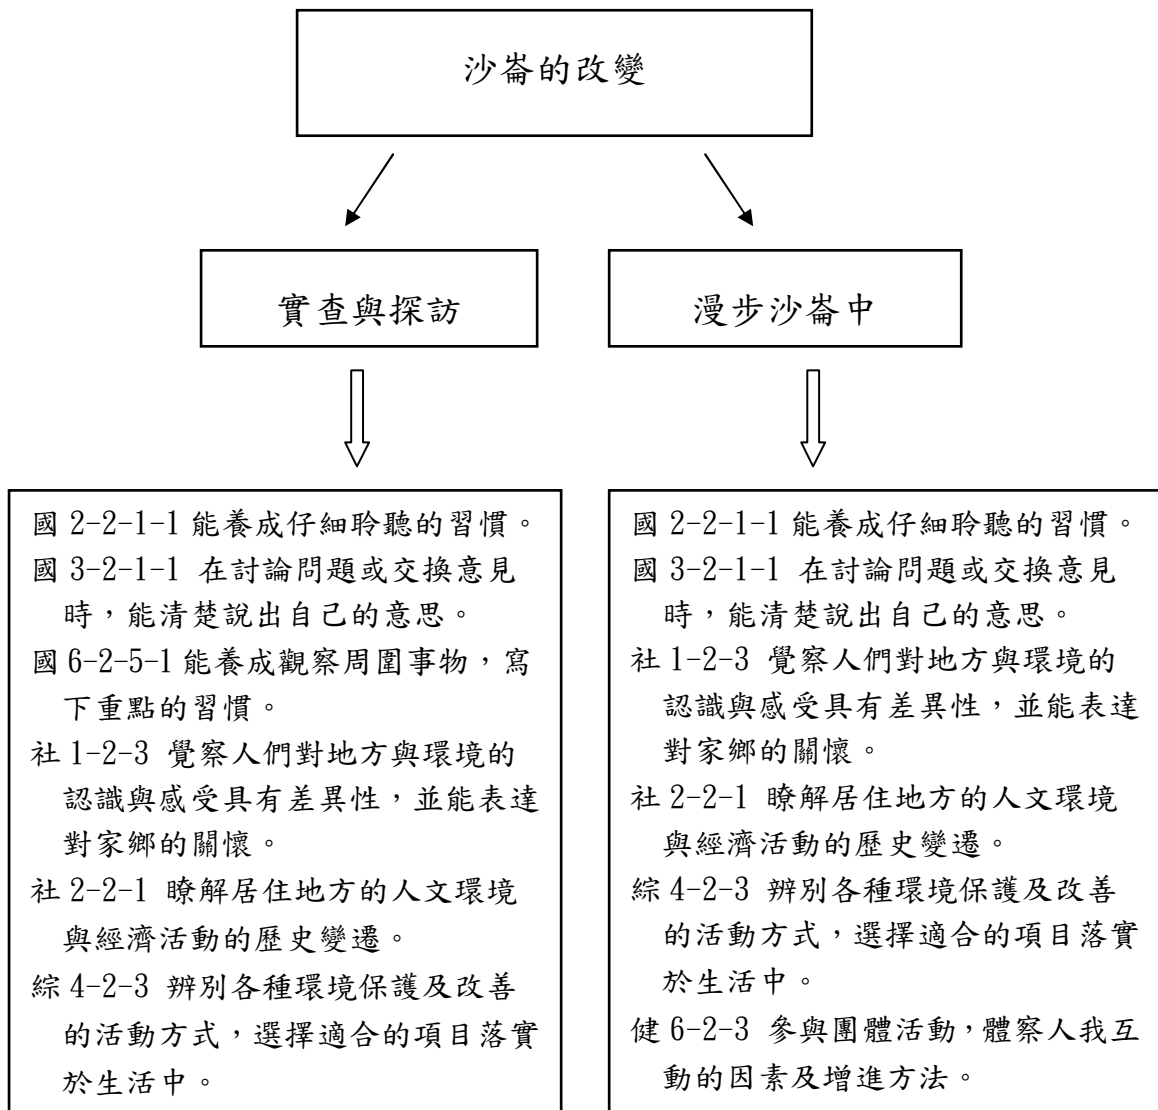 沙崙的改變
實查與探訪
漫步沙崙中
國 2-2-1-1 能養成仔細聆聽的習慣。
國 3-2-1-1 在討論問題或交換意見
時，能清楚說出自己的意思。
國 6-2-5-1 能養成觀察周圍事物，寫
下重點的習慣。
社 1-2-3 覺察人們對地方與環境的
認識與感受具有差異性，並能表達
對家鄉的關懷。
社 2-2-1 瞭解居住地方的人文環境
與經濟活動的歷史變遷。
綜 4-2-3 辨別各種環境保護及改善
的活動方式，選擇適合的項目落實
於生活中。
國 2-2-1-1 能養成仔細聆聽的習慣。
國 3-2-1-1 在討論問題或交換意見
時，能清楚說出自己的意思。
社 1-2-3 覺察人們對地方與環境的
認識與感受具有差異性，並能表達
對家鄉的關懷。
社 2-2-1 瞭解居住地方的人文環境
與經濟活動的歷史變遷。
綜 4-2-3 辨別各種環境保護及改善
的活動方式，選擇適合的項目落實
於生活中。
健 6-2-3 參與團體活動，體察人我互
動的因素及增進方法。